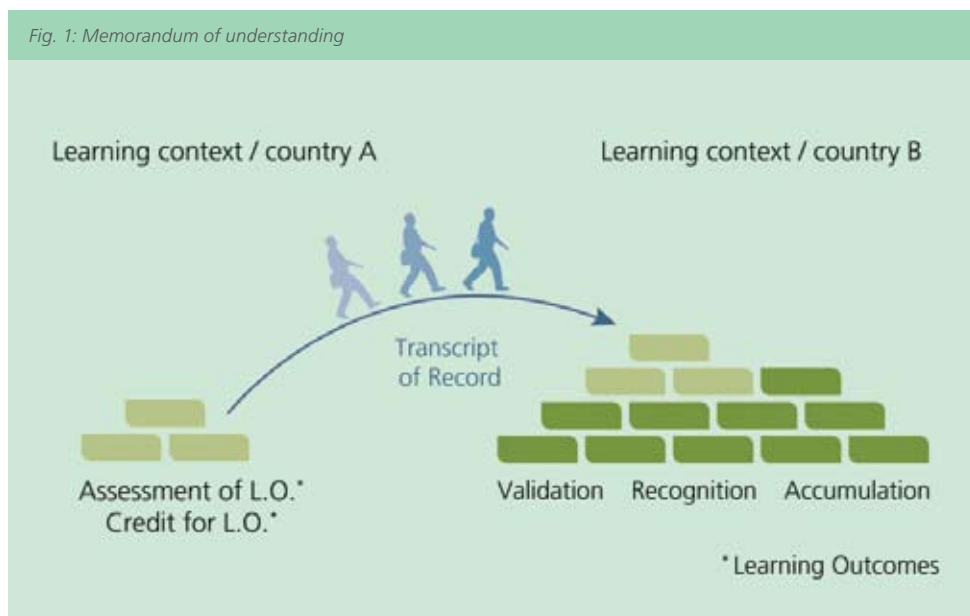 Fig. 1: Memorandum of understanding
Learning context / country A
Learning context / country B
Transcript
of Record
Assessment of L.O.*
Credit for L.O.*
Validation Recognition Accumulation
* Learning Outcomes